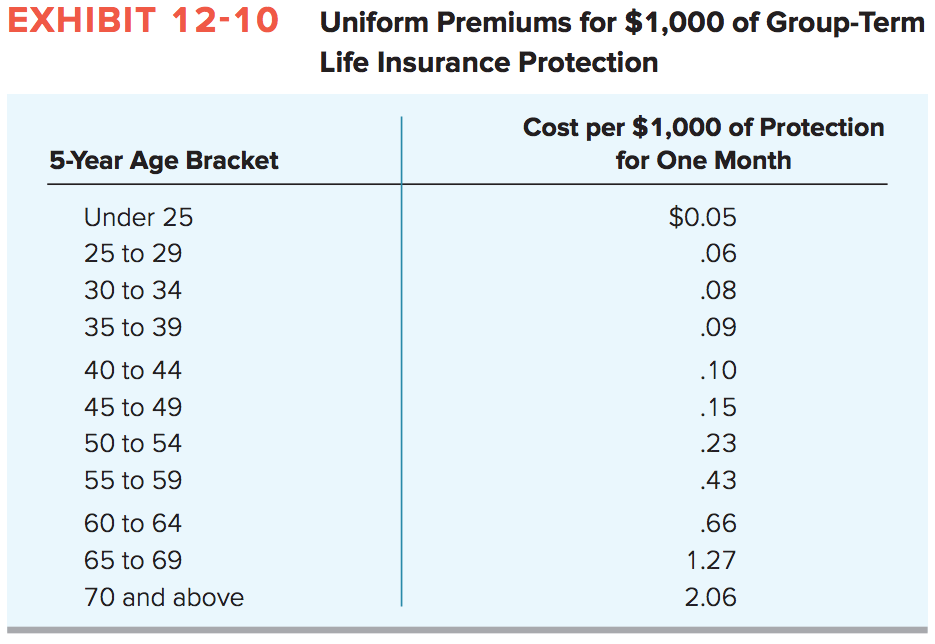 EXHIBIT 12-10 Uniform Premiums for $1,000 of Group-Term
Life Insurance Protection
5-Year Age Bracket Cost per $1,000 of Protection
for One Month
Under 25 $0.05
25 to 29 .06
30 to 34 .08
35 to 39 .09
40 to 44 .10
45 to 49 .15
50 to 54 .23
55 to 59 .43
60 to 64 .66
65 to 69 1.27
70 and above 2.06